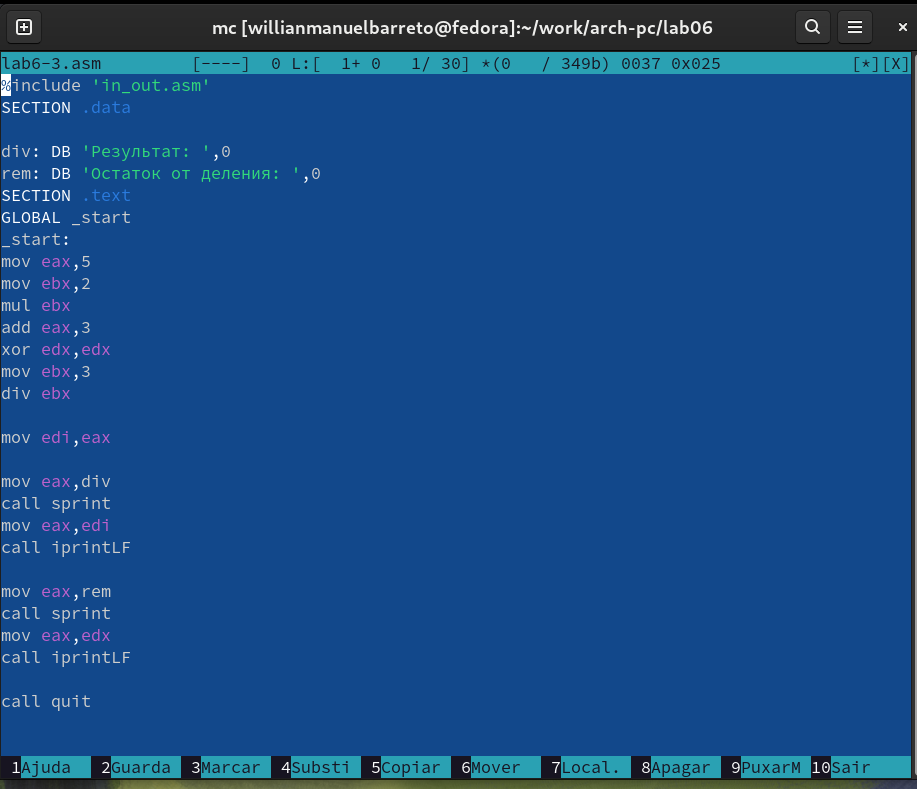 mc [willianmanuelbarreto@fedora]:~/work/arch-pc/lab06
lab6-3.asm [----] 0 L:[ 1+ 0 1/ 30] *(0 / 349b) 0037 0x025 [*][X]
%include 'in_out.asm'
SECTION .data
div: DB 'Результат: ',0
rem: DB 'Остаток от деления: ',0
SECTION .text
GLOBAL _start
_start:
mov eax,5
mov ebx,2
mul ebx
add eax,3
xor edx,edx
mov ebx,3
div ebx
mov edi,eax
mov eax,div
call sprint
mov eax,edi
call iprintLF
mov eax,rem
call sprint
mov eax,edx
call iprintLF
call quit
1Ajuda 2Guarda 3Marcar 4Substi 5Copiar 6Mover 7Local. 8Apagar 9PuxarM 10Sair